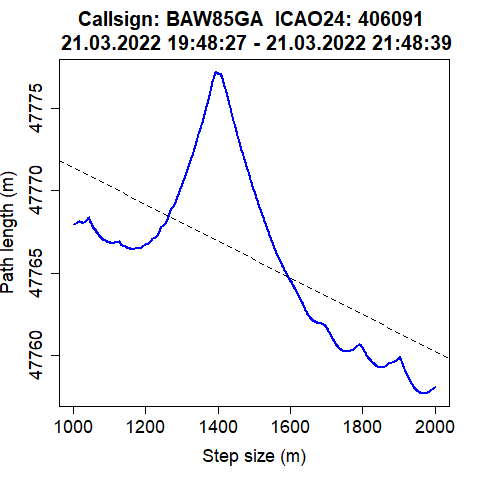 Callsign: BAW85GA  ICAO24: 406091
21.03.2022 19:48:27 - 21.03.2022 21:48:39
Path length (m)
47775
47770
47765
47760
1000 1200 1400 1600 1800 2000
Step size (m)